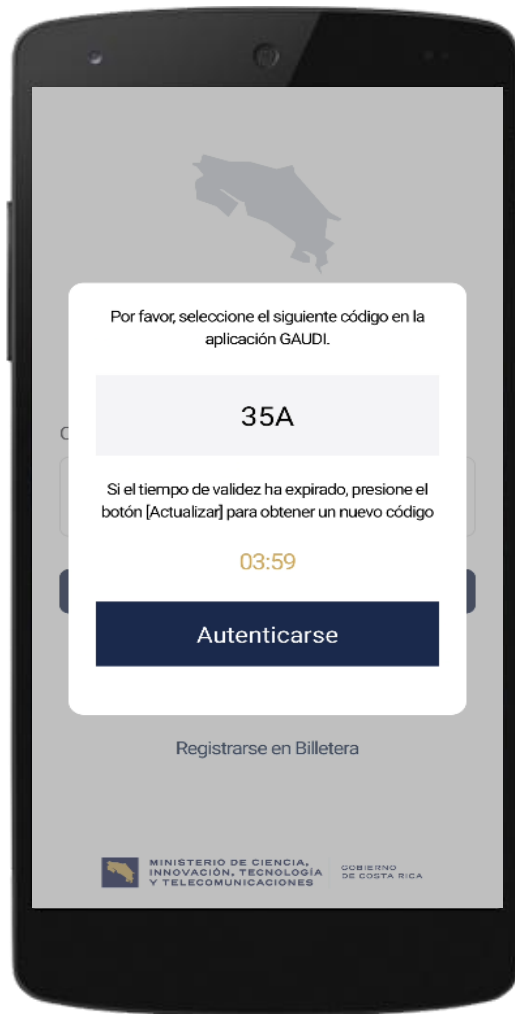 Por favor, seleccione el siguiente código en la
aplicación GAUDI.
35A
Si el tiempo de validez ha expirado, presione el
botón [Actualizar] para obtener un nuevo código
03:59
Autenticarse
Registrarse en Billetera
MINISTERIO DE CIENCIA,
INNOVACIÓN, TECNOLOGÍA
Y TELECOMUNICACIONES
GOBIERNO
DE COSTA RICA